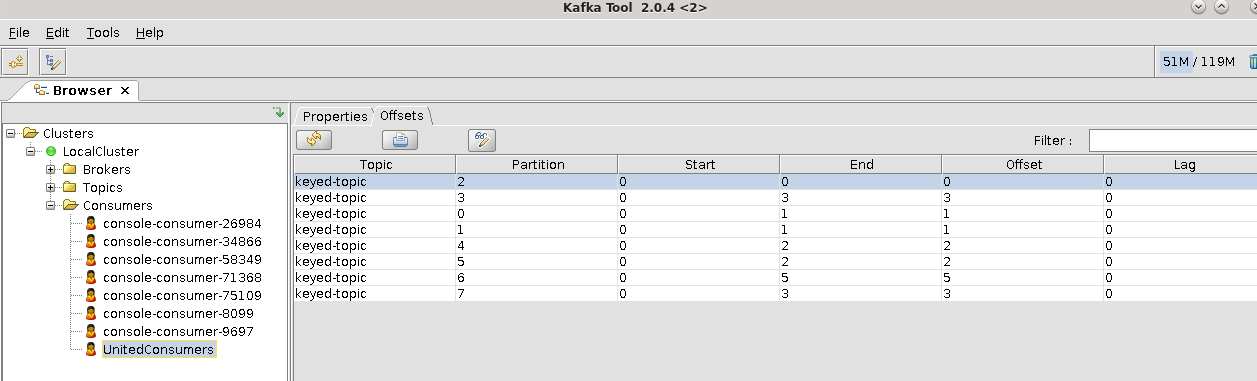 Kafka Tool 2.0.4 <2>
File Edit Tools Help
51M / 119M
Browser
Clusters
LocalCluster
Brokers
Topics
Consumers
console-consumer-26984
console-consumer-34866
console-consumer-58349
console-consumer-71368
console-consumer-75109
console-consumer-8099
console-consumer-9697
UnitedConsumers
Properties Offsets
Filter :
Topic Partition Start End Offset Lag
keyed-topic 2 0 0 0 0
keyed-topic 3 0 3 3 0
keyed-topic 0 0 1 1 0
keyed-topic 1 0 1 1 0
keyed-topic 4 0 2 2 0
keyed-topic 5 0 2 2 0
keyed-topic 6 0 5 5 0
keyed-topic 7 0 3 3 0